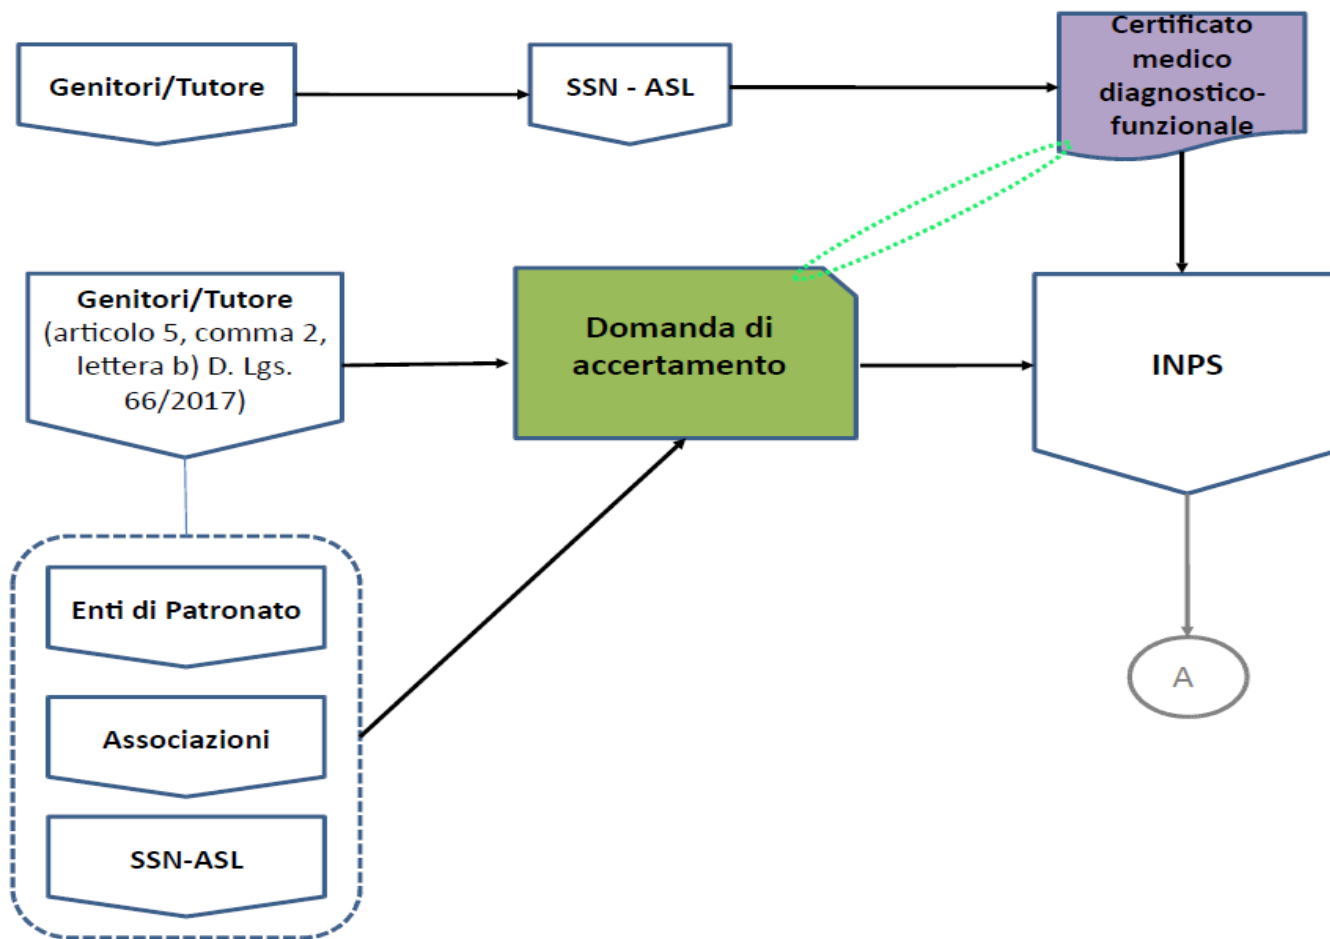 Genitori/Tutore
SSN - ASL
Certificato
medico
diagnostico-
funzionale
Genitori/Tutore
(articolo 5, comma 2,
lettera b) D. Lgs.
66/2017)
Domanda di
accertamento
INPS
Enti di Patronato
Associazioni
SSN-ASL
A